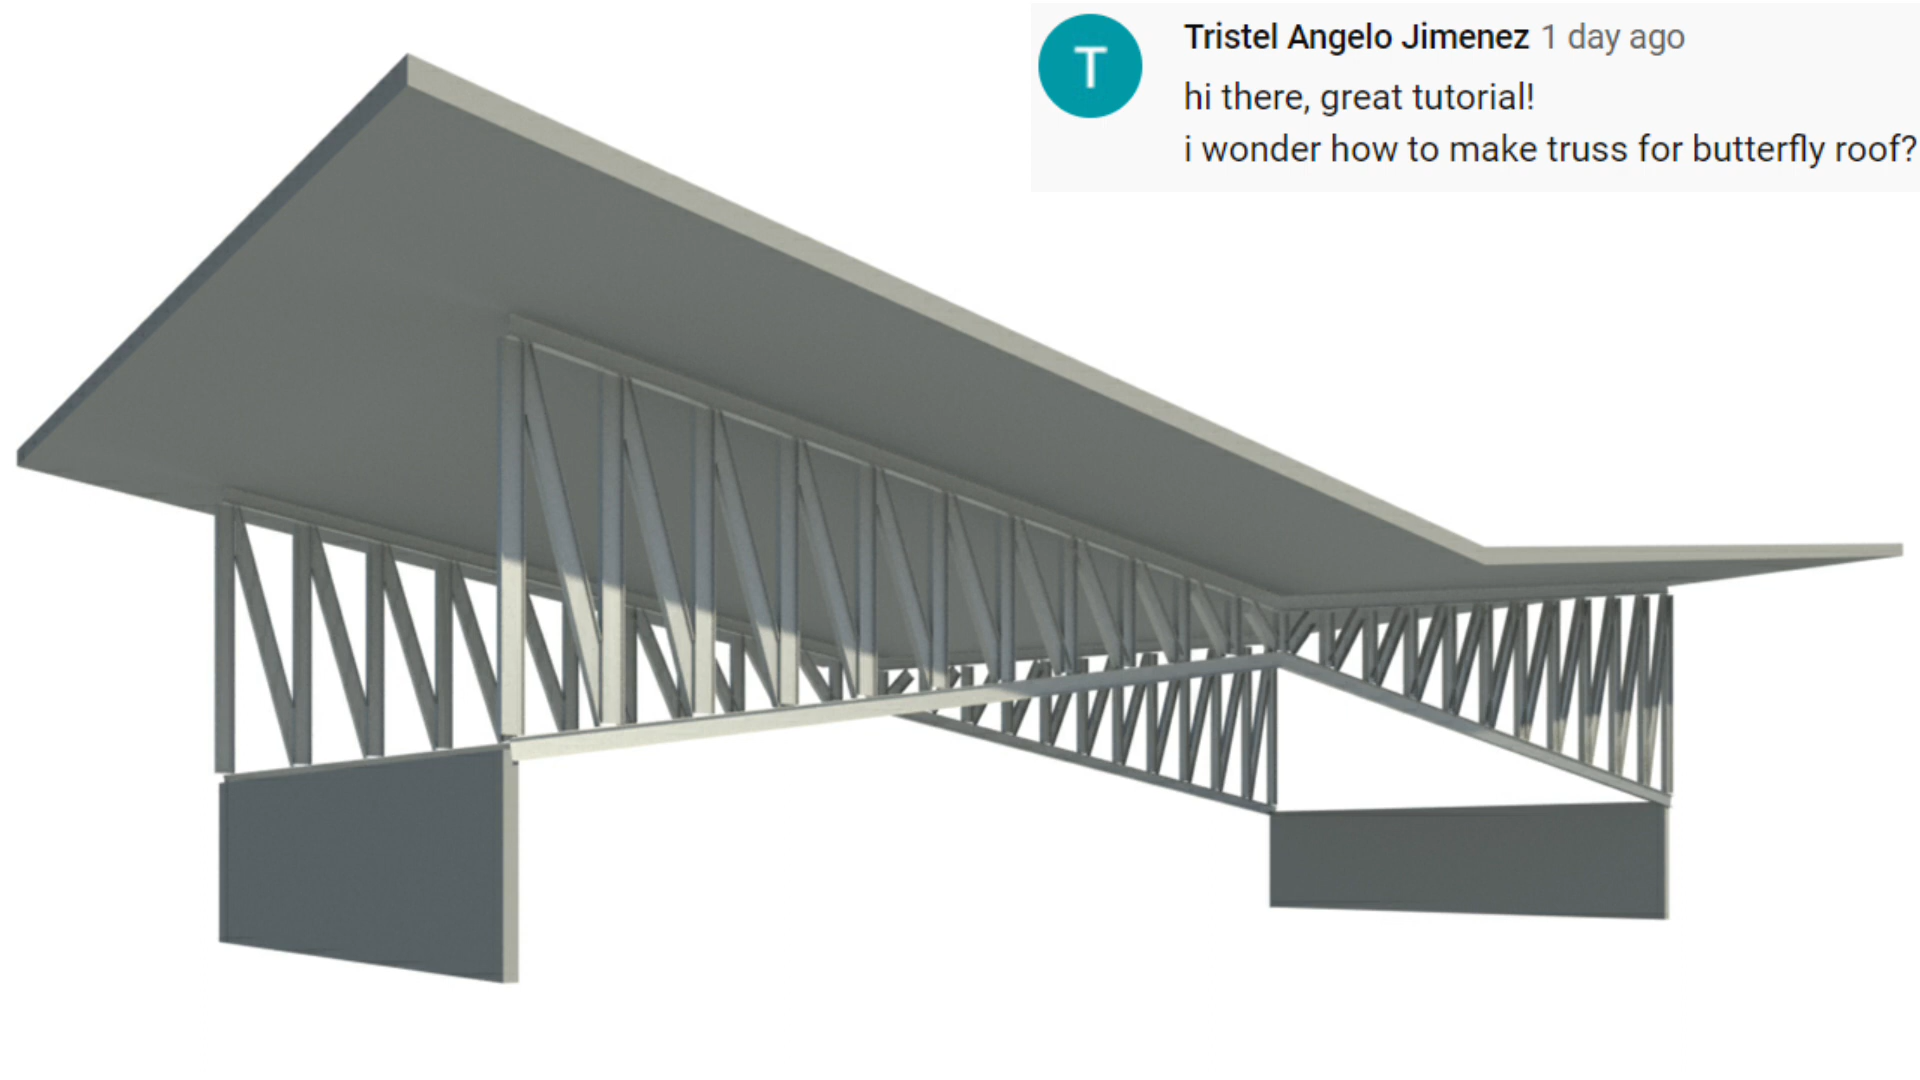 T
Tristel Angelo Jimenez 1 day ago
hi there, great tutorial!
i wonder how to make truss for butterfly roof?